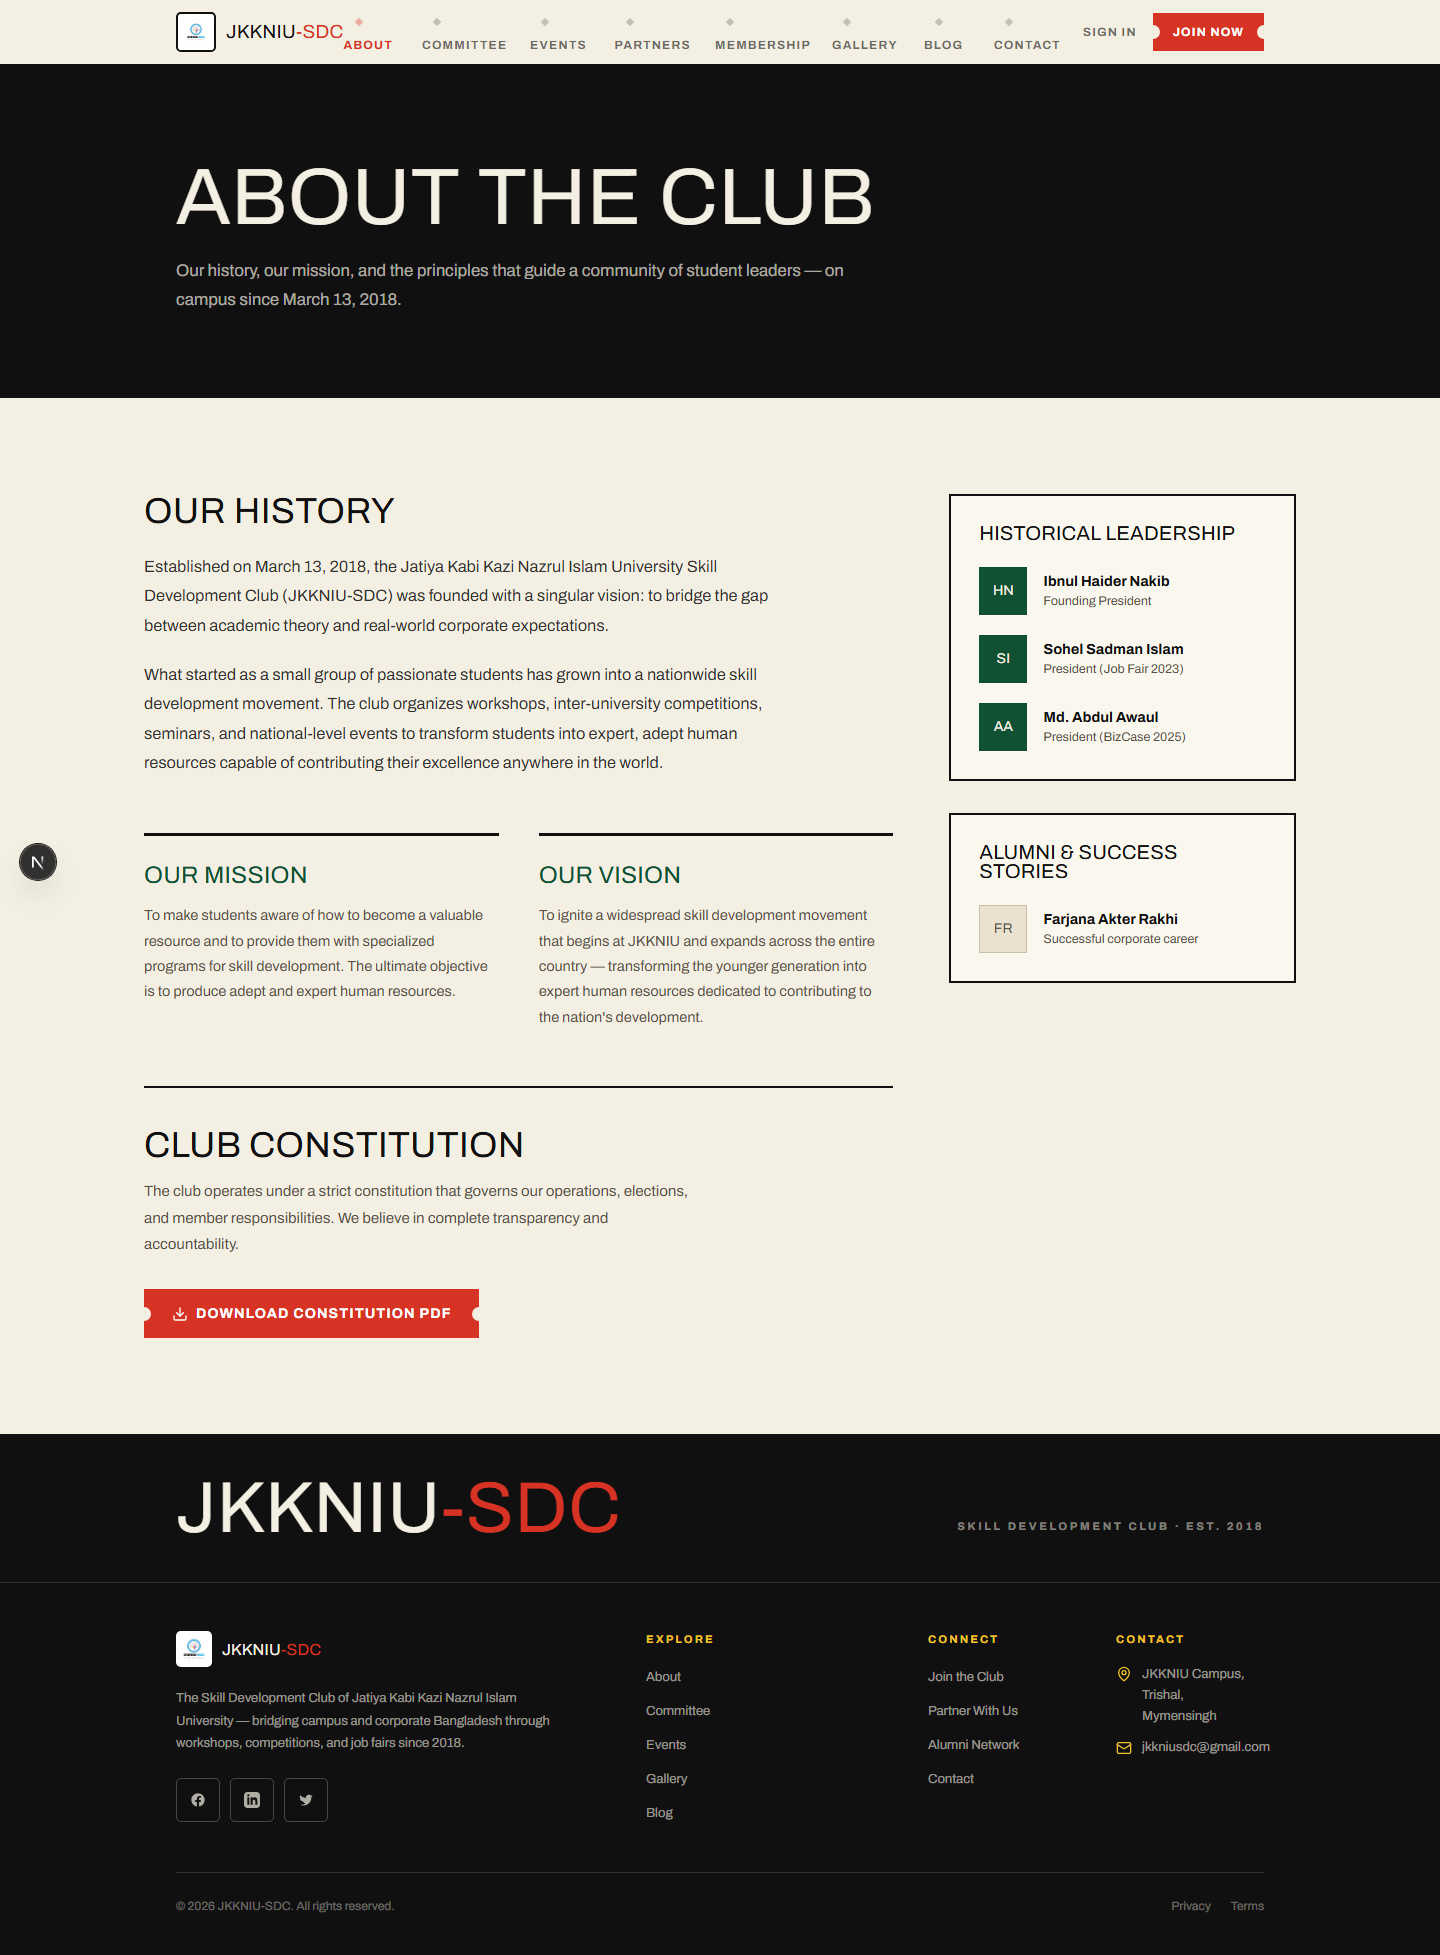 JKKNIU-SDC
ABOUT
COMMITTEE
EVENTS
PARTNERS
MEMBERSHIP
GALLERY
BLOG
CONTACT
SIGN IN
JOIN NOW
ABOUT THE CLUB
Our history, our mission, and the principles that guide a community of student leaders — on
campus since March 13, 2018.
OUR HISTORY
Established on March 13, 2018, the Jatiya Kabi Kazi Nazrul Islam University Skill
Development Club (JKKNIU-SDC) was founded with a singular vision: to bridge the gap
between academic theory and real-world corporate expectations.
What started as a small group of passionate students has grown into a nationwide skill
development movement. The club organizes workshops, inter-university competitions,
seminars, and national-level events to transform students into expert, adept human
resources capable of contributing their excellence anywhere in the world.
OUR MISSION
To make students aware of how to become a valuable
resource and to provide them with specialized
programs for skill development. The ultimate objective
is to produce adept and expert human resources.
OUR VISION
To ignite a widespread skill development movement
that begins at JKKNIU and expands across the entire
country — transforming the younger generation into
expert human resources dedicated to contributing to
the nation's development.
CLUB CONSTITUTION
The club operates under a strict constitution that governs our operations, elections,
and member responsibilities. We believe in complete transparency and
accountability.
DOWNLOAD CONSTITUTION PDF
HISTORICAL LEADERSHIP
HN
Ibnul Haider Nakib
Founding President
SI
Sohel Sadman Islam
President (Job Fair 2023)
AA
Md. Abdul Awaul
President (BizCase 2025)
ALUMNI & SUCCESS
STORIES
FR
Farjana Akter Rakhi
Successful corporate career
N
JKKNIU-SDC
SKILL DEVELOPMENT CLUB · EST. 2018
JKKNIU-SDC
The Skill Development Club of Jatiya Kabi Kazi Nazrul Islam
University — bridging campus and corporate Bangladesh through
workshops, competitions, and job fairs since 2018.
EXPLORE
About
Committee
Events
Gallery
Blog
CONNECT
Join the Club
Partner With Us
Alumni Network
Contact
CONTACT
JKKNIU Campus,
Trishal,
Mymensingh
jkkniusdc@gmail.com
© 2026 JKKNIU-SDC. All rights reserved.
Privacy
Terms